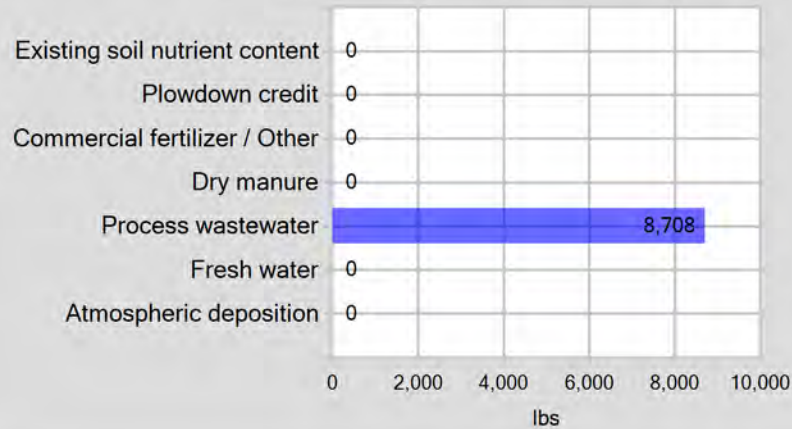 Existing soil nutrient content 0
Plowdown credit 0
Commercial fertilizer / Other 0
Dry manure 0
Process wastewater 8,708
Fresh water 0
Atmospheric deposition 0
0 2,000 4,000 6,000 8,000 10,000
lbs